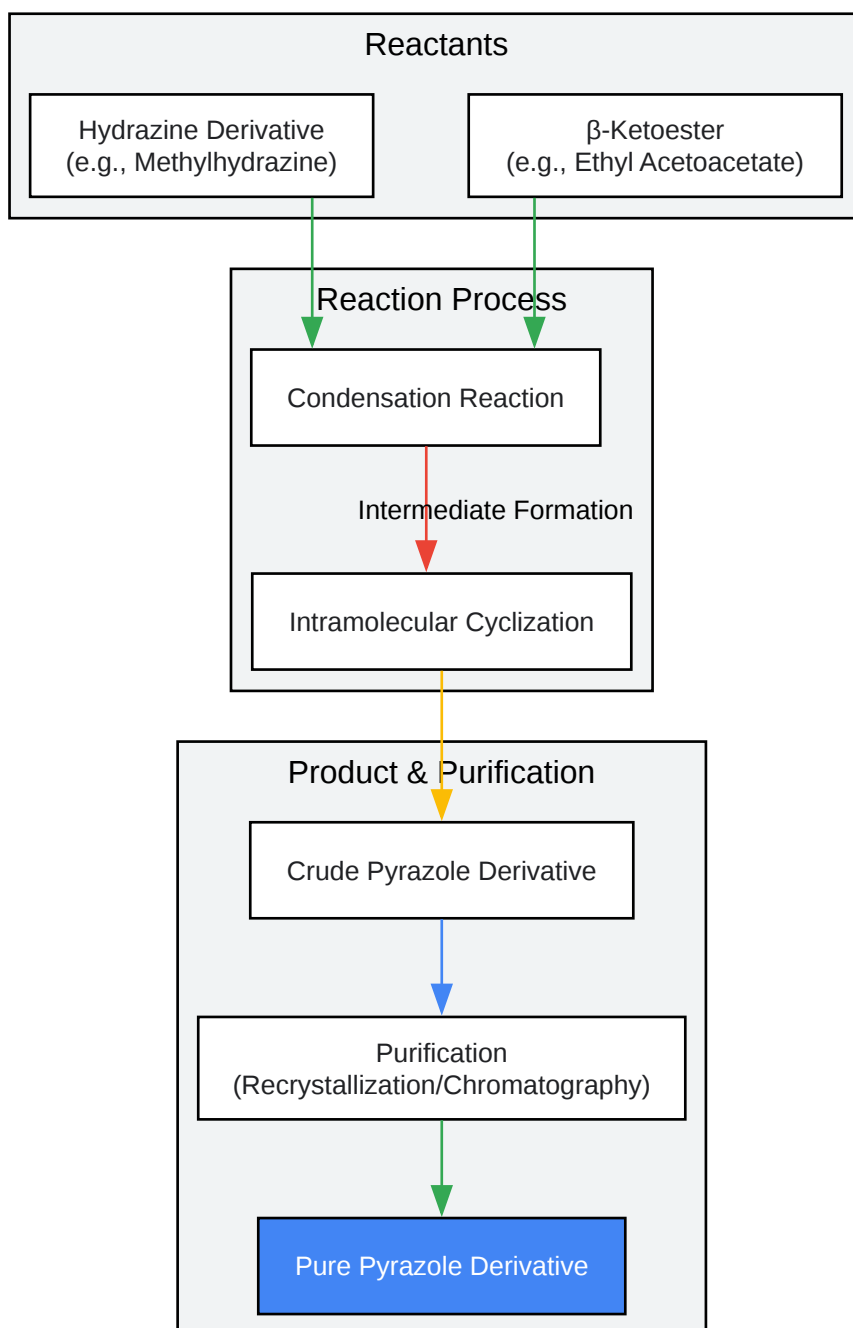 Reactants
Hydrazine Derivative
(e.g., Methylhydrazine)
β-Ketoester
(e.g., Ethyl Acetoacetate)
Reaction Process
Condensation Reaction
Intermediate Formation
Intramolecular Cyclization
Product & Purification
Crude Pyrazole Derivative
Purification
(Recrystallization/Chromatography)
Pure Pyrazole Derivative